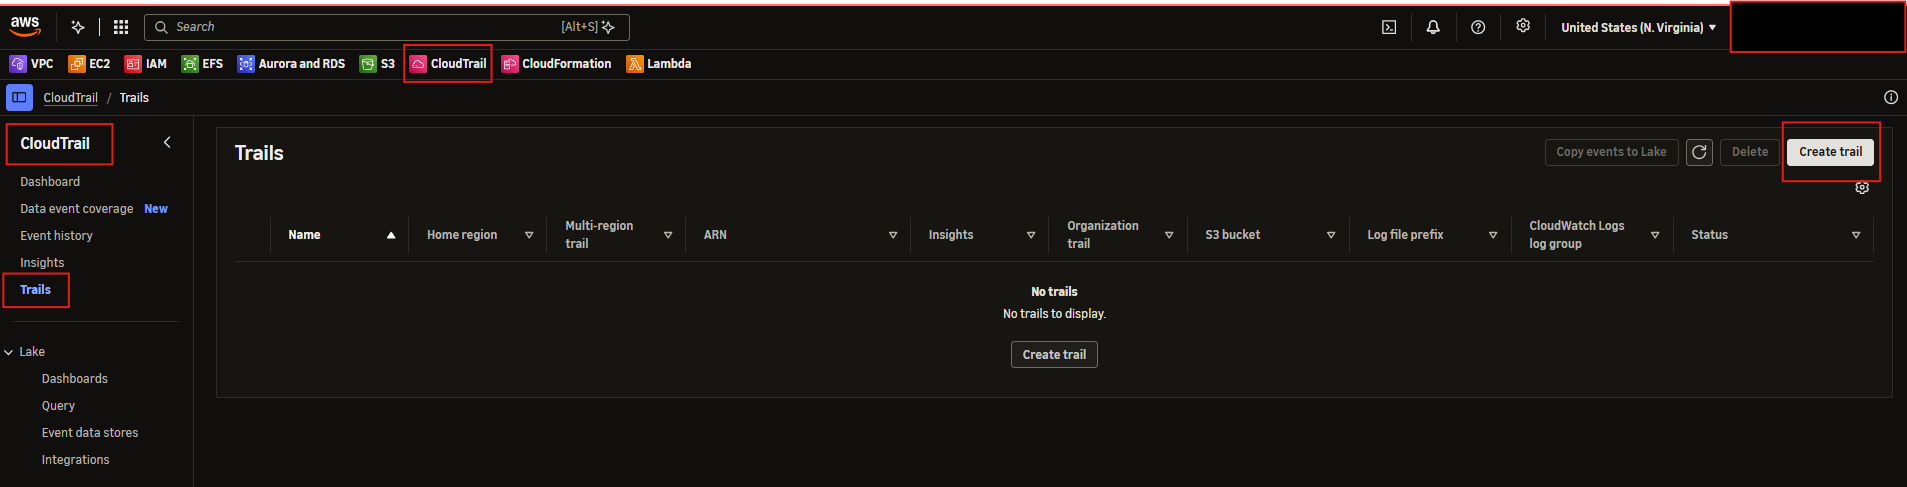 aws
Search [Alt+S]
United States (N. Virginia)
VPC EC2 IAM EFS Aurora and RDS S3 CloudTrail CloudFormation Lambda
CloudTrail / Trails
CloudTrail
Dashboard
Data event coverage New
Event history
Insights
Trails
Lake
Dashboards
Query
Event data stores
Integrations
Trails
Copy events to Lake
Delete
Create trail
Name
Home region
Multi-region
trail
ARN
Insights
Organization
trail
S3 bucket
Log file prefix
CloudWatch Logs
log group
Status
No trails
No trails to display.
Create trail